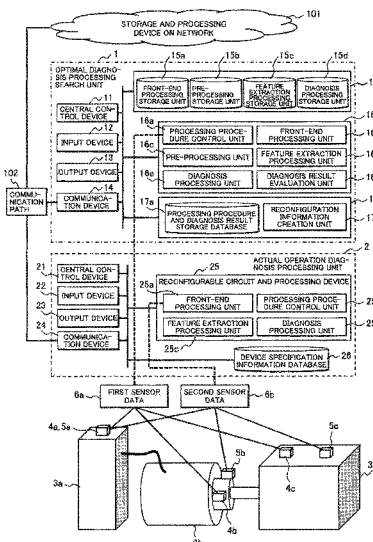 101
STORAGE AND PROCESSING
DEVICE ON NETWORK
1
OPTIMAL DIAGNO-
SIS PROCESSING
SEARCH UNIT
15a
15b
15c
15d
FRONT-END
PROCESSING
STORAGE UNIT
PRE-
PROCESSING
STORAGE UNIT
FEATURE
EXTRACTION
PROCESSING
STORAGE UNIT
DIAGNOSIS
PROCESSING
STORAGE UNIT
11
CENTRAL CON-
TROL DEVICE
12
INPUT DEVICE
13
OUTPUT DEVICE
14
COMMUNICA-
TION DEVICE
102
COMMU-
NICATION
PATH
16a
PROCESSING PROCE-
DURE CONTROL UNIT
FRONT-END
PROCESSING UNIT
16c
PRE-PROCESSING UNIT
FEATURE EXTRACTION
PROCESSING UNIT
16e
DIAGNOSIS
PROCESSING UNIT
DIAGNOSIS RESULT
EVALUATION UNIT
17a
PROCESSING PROCEDURE
AND DIAGNOSIS RESULT
STORAGE DATABASE
RECONFIGURATION
INFORMATION
CREATION UNIT
2
ACTUAL OPERATION DIAG-
NOSIS PROCESSING UNIT
21
CENTRAL CON-
TROL DEVICE
22
INPUT DEVICE
23
OUTPUT DEVICE
24
COMMUNICA-
TION DEVICE
25
RECONFIGURABLE CIRCUIT AND PROCESSING DEVICE
25a
FRONT-END
PROCESSING UNIT
PROCESSING PROCE-
DURE CONTROL UNIT
FEATURE EXTRACTION
PROCESSING UNIT
DIAGNOSIS
PROCESSING UNIT
25c
DEVICE SPECIFICATION
INFORMATION DATABASE
26
FIRST SENSOR
DATA
6a
SECOND SENSOR
DATA
6b
4a, 5a
5b
5c
4c
4b
3a